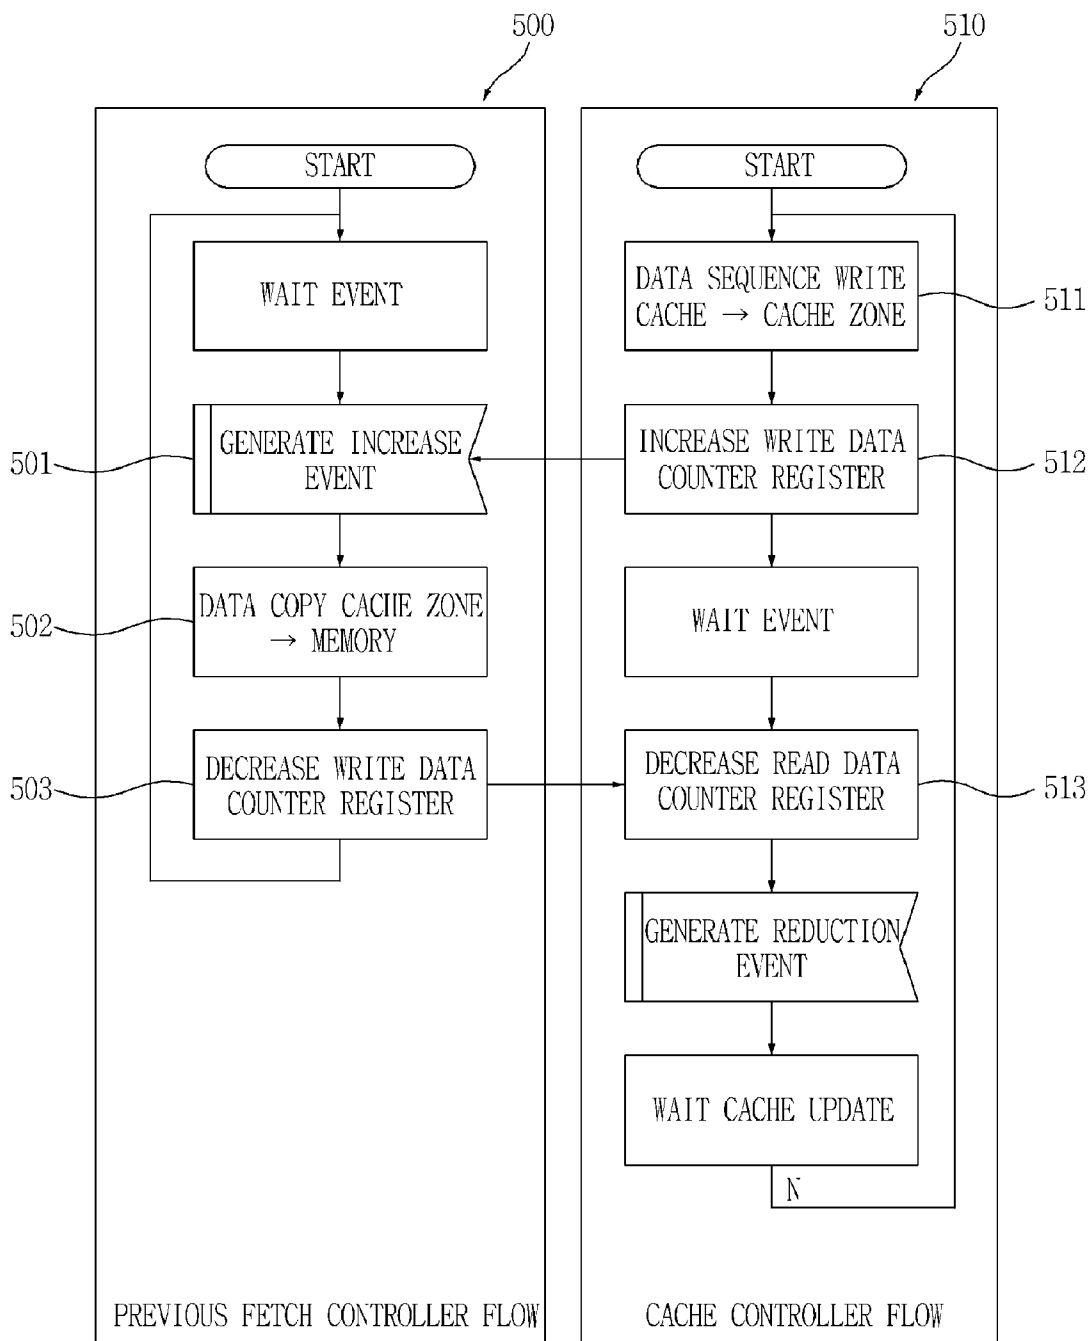 500
510
START
WAIT EVENT
501
GENERATE INCREASE
EVENT
502
DATA COPY CACHE ZONE
→ MEMORY
503
DECREASE WRITE DATA
COUNTER REGISTER
PREVIOUS FETCH CONTROLLER FLOW
START
DATA SEQUENCE WRITE
CACHE → CACHE ZONE
511
INCREASE WRITE DATA
COUNTER REGISTER
512
WAIT EVENT
DECREASE READ DATA
COUNTER REGISTER
513
GENERATE REDUCTION
EVENT
WAIT CACHE UPDATE
N
CACHE CONTROLLER FLOW